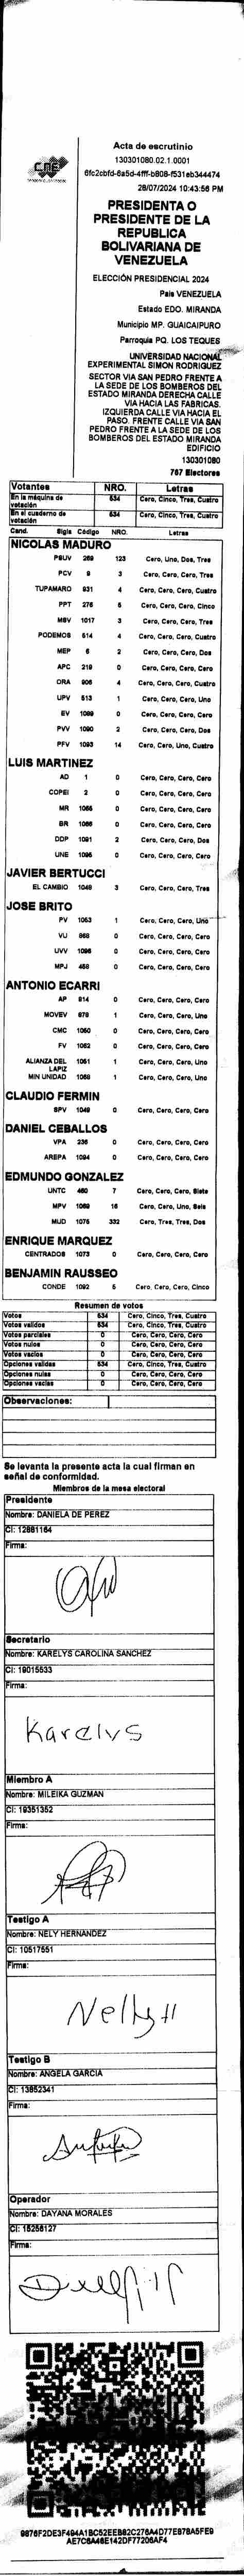 CNE
Acta de escrutinio
130301080.02.1.0001
6fc2cbfd-6a5d-4fff-b808-f531eb344474
28/07/2024 10:43:56 PM
PRESIDENTA O
PRESIDENTE DE LA
REPUBLICA
BOLIVARIANA DE
VENEZUELA
ELECCIÓN PRESIDENCIAL 2024
País VENEZUELA
Estado EDO. MIRANDA
Municipio MP. GUAICAIPURO
Parroquia PQ. LOS TEQUES
UNIVERSIDAD NACIONAL
EXPERIMENTAL SIMON RODRIGUEZ
SECTOR VIA SAN PEDRO FRENTE A
LA SEDE DE LOS BOMBEROS DEL
ESTADO MIRANDA DERECHA CALLE
VIA HACIA LAS FABRICAS.
IZQUIERDA CALLE VIA HACIA EL
PASO. FRENTE CALLE VIA SAN
PEDRO FRENTE A LA SEDE DE LOS
BOMBEROS DEL ESTADO MIRANDA
EDIFICIO
130301080
767 Electores
Votantes NRO. Letras
En la máquina de votación 534 Cero, Cinco, Tres, Cuatro
En el cuaderno de votación 534 Cero, Cinco, Tres, Cuatro
Cand. Sigla Código NRO. Letras
NICOLAS MADURO
PSUV 269 123 Cero, Uno, Dos, Tres
PCV 9 3 Cero, Cero, Cero, Tres
TUPAMARO 931 4 Cero, Cero, Cero, Cuatro
PPT 276 5 Cero, Cero, Cero, Cinco
MSV 1017 3 Cero, Cero, Cero, Tres
PODEMOS 514 4 Cero, Cero, Cero, Cuatro
MEP 6 2 Cero, Cero, Cero, Dos
APC 219 0 Cero, Cero, Cero, Cero
ORA 906 4 Cero, Cero, Cero, Cuatro
UPV 513 1 Cero, Cero, Cero, Uno
EV 1089 0 Cero, Cero, Cero, Cero
PVV 1090 2 Cero, Cero, Cero, Dos
PFV 1093 14 Cero, Cero, Uno, Cuatro
LUIS MARTINEZ
AD 1 0 Cero, Cero, Cero, Cero
COPEI 2 0 Cero, Cero, Cero, Cero
MR 1066 0 Cero, Cero, Cero, Cero
BR 1086 0 Cero, Cero, Cero, Cero
DDP 1091 2 Cero, Cero, Cero, Dos
UNE 1095 0 Cero, Cero, Cero, Cero
JAVIER BERTUCCI
EL CAMBIO 1048 3 Cero, Cero, Cero, Tres
JOSE BRITO
PV 1053 1 Cero, Cero, Cero, Uno
VU 868 0 Cero, Cero, Cero, Cero
UVV 1096 0 Cero, Cero, Cero, Cero
MPJ 458 0 Cero, Cero, Cero, Cero
ANTONIO ECARRI
AP 814 0 Cero, Cero, Cero, Cero
MOVEV 678 1 Cero, Cero, Cero, Uno
CMC 1050 0 Cero, Cero, Cero, Cero
FV 1052 0 Cero, Cero, Cero, Cero
ALIANZA DEL LAPIZ 1051 1 Cero, Cero, Cero, Uno
MIN UNIDAD 1068 1 Cero, Cero, Cero, Uno
CLAUDIO FERMIN
SPV 1049 0 Cero, Cero, Cero, Cero
DANIEL CEBALLOS
VPA 236 0 Cero, Cero, Cero, Cero
AREPA 1094 0 Cero, Cero, Cero, Cero
EDMUNDO GONZALEZ
UNTC 460 7 Cero, Cero, Cero, Siete
MPV 1069 16 Cero, Cero, Uno, Seis
MUD 1075 332 Cero, Tres, Tres, Dos
ENRIQUE MARQUEZ
CENTRADOS 1073 0 Cero, Cero, Cero, Cero
BENJAMIN RAUSSEO
CONDE 1092 5 Cero, Cero, Cero, Cinco
Resumen de votos
Votos 534 Cero, Cinco, Tres, Cuatro
Votos validos 534 Cero, Cinco, Tres, Cuatro
Votos parciales 0 Cero, Cero, Cero, Cero
Votos nulos 0 Cero, Cero, Cero, Cero
Votos vacios 0 Cero, Cero, Cero, Cero
Opciones validas 534 Cero, Cinco, Tres, Cuatro
Opciones nulas 0 Cero, Cero, Cero, Cero
Opciones vacias 0 Cero, Cero, Cero, Cero
Observaciones:
Se levanta la presente acta la cual firman en
señal de conformidad.
Miembros de la mesa electoral
Presidente
Nombre: DANIELA DE PEREZ
CI: 12881164
Firma:
Secretario
Nombre: KARELYS CAROLINA SANCHEZ
CI: 19015533
Firma:
Karelys
Miembro A
Nombre: MILEIKA GUZMAN
CI: 19351352
Firma:
Testigo A
Nombre: NELY HERNANDEZ
CI: 10517551
Firma:
Nelly H
Testigo B
Nombre: ANGELA GARCIA
CI: 13852341
Firma:
Operador
Nombre: DAYANA MORALES
CI: 15256127
Firma:
9876F2DE3F494A1BC52EEB82C276A4D77E878A5FE9
AE7C6A48E142DF77206AF4